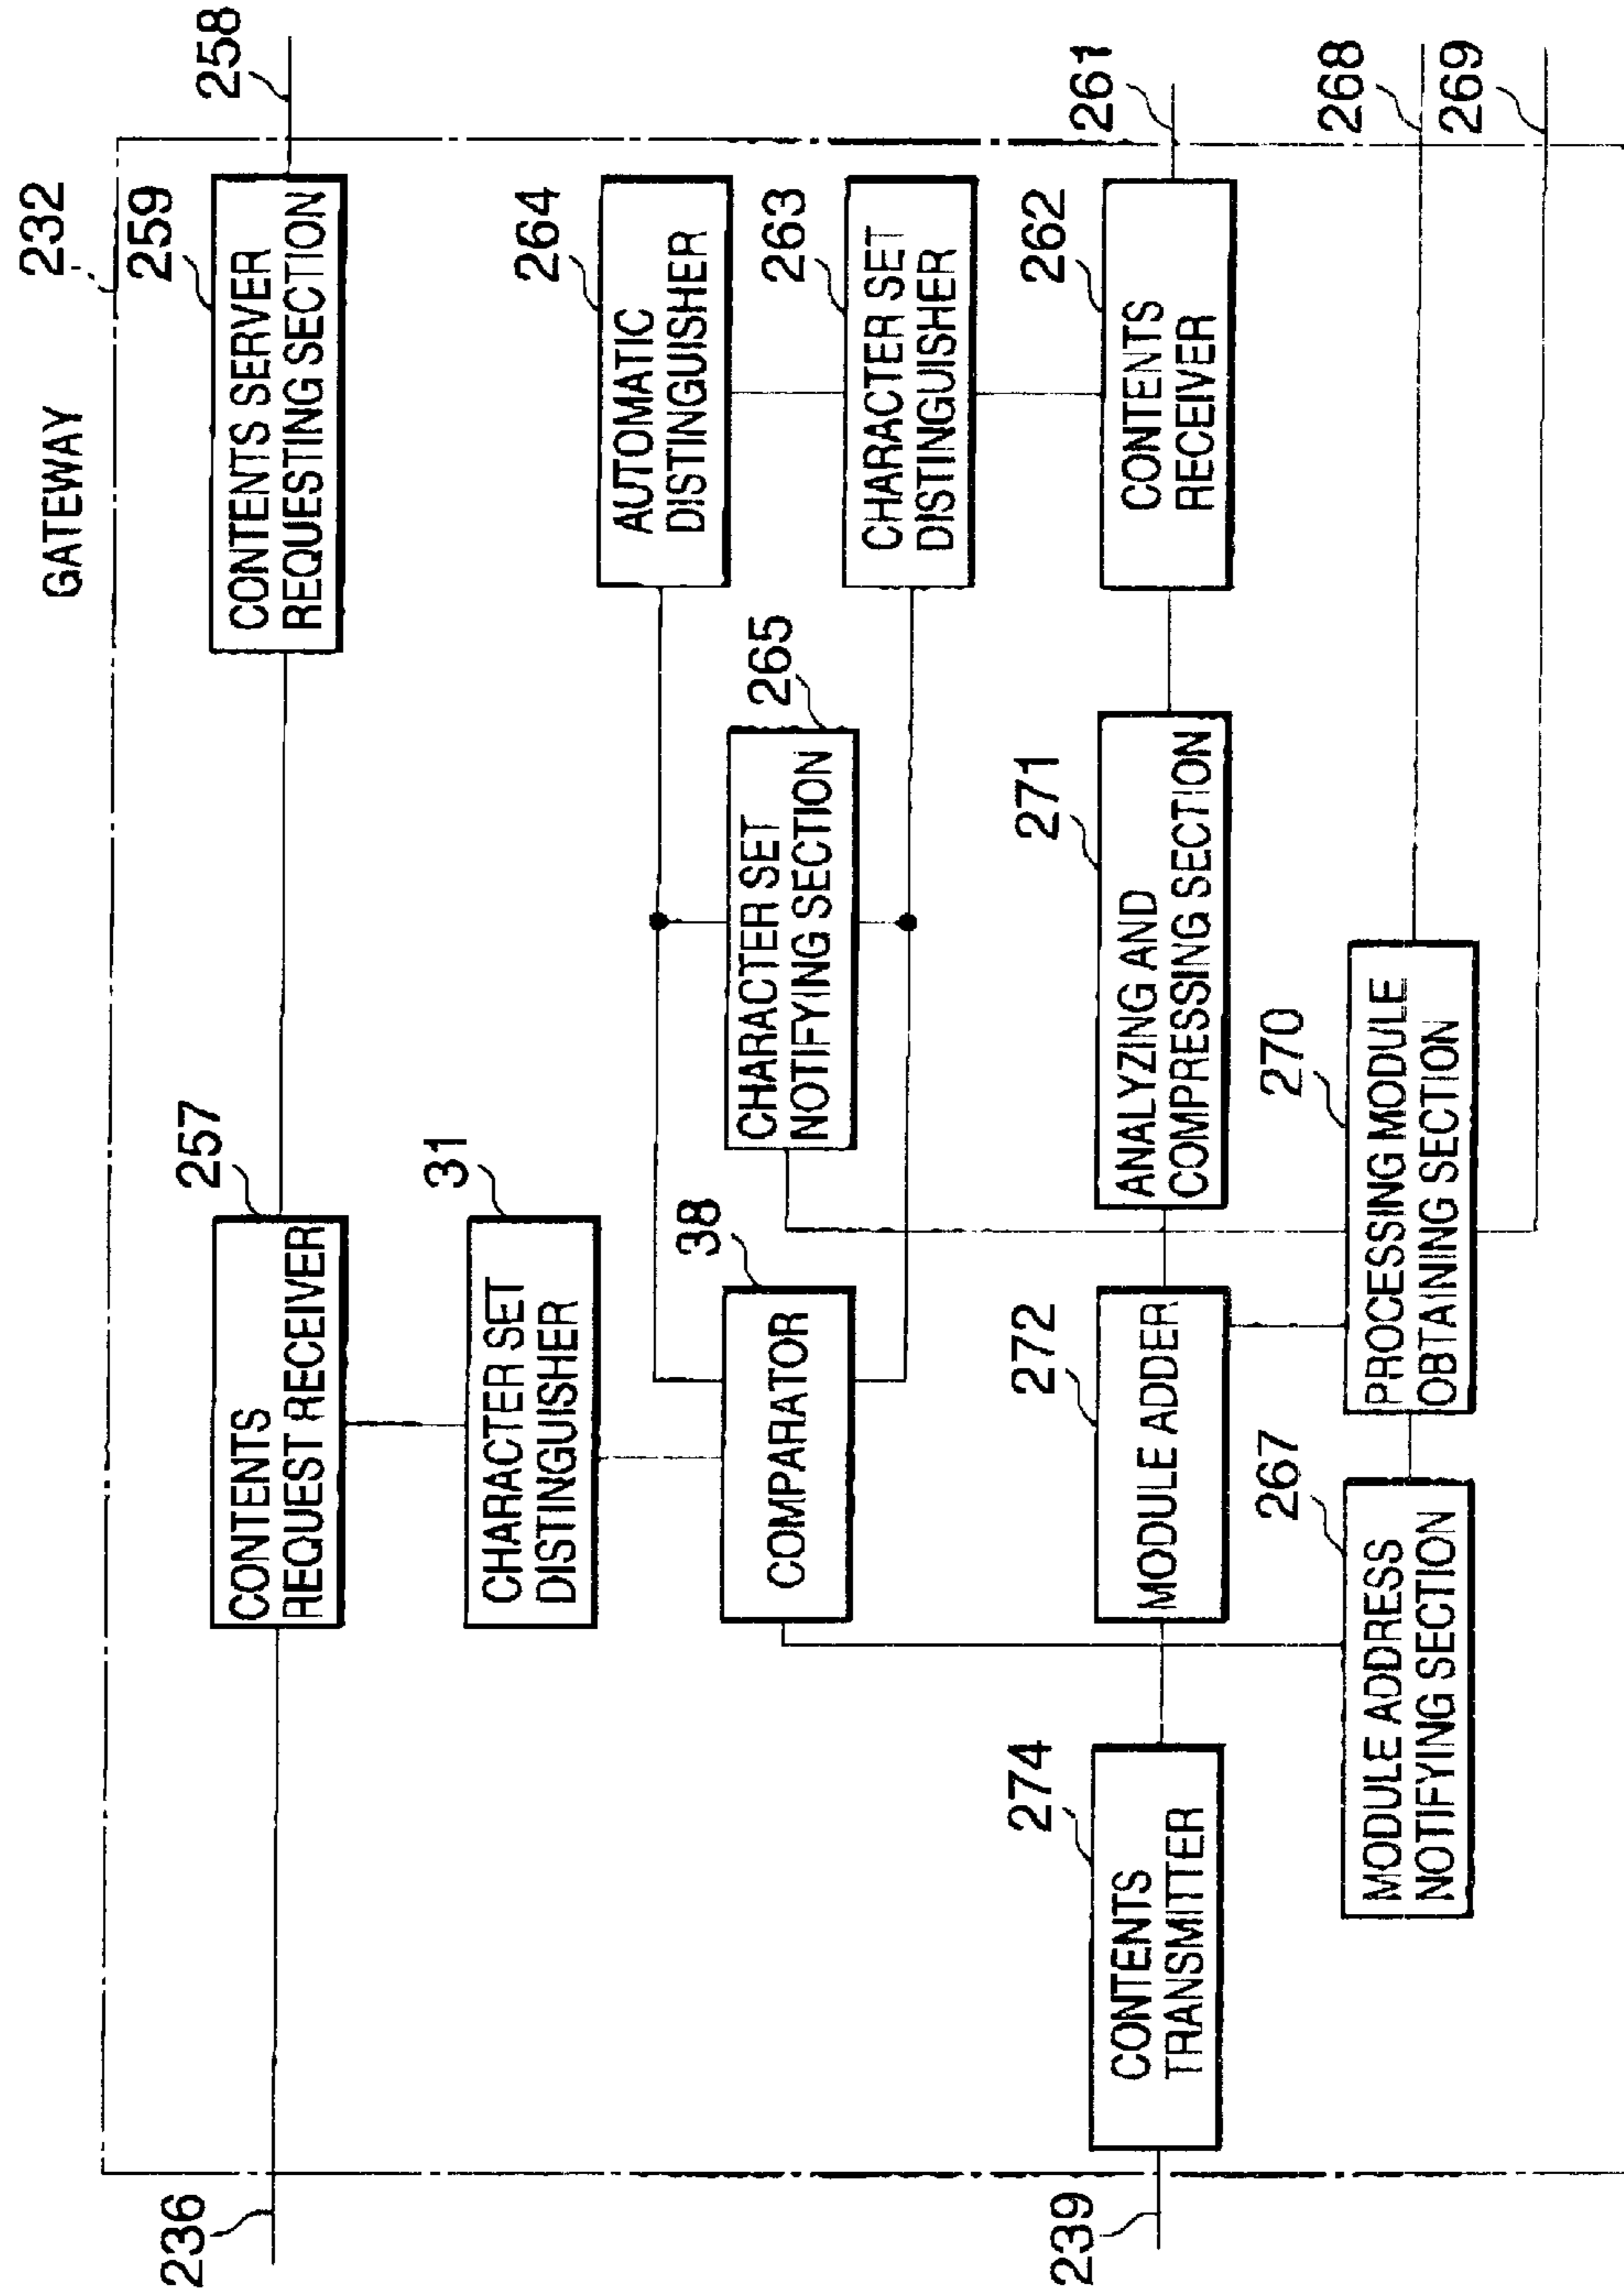 GATEWAY
232
236
CONTENTS
REQUEST RECEIVER
257
CONTENTS SERVER
REQUESTING SECTION
259
258
CHARACTER SET
DISTINGUISHER
31
AUTOMATIC
DISTINGUISHER
264
COMPARATOR
38
CHARACTER SET
NOTIFYING SECTION
265
CHARACTER SET
DISTINGUISHER
263
239
CONTENTS
TRANSMITTER
274
MODULE ADDER
272
ANALYZING AND
COMPRESSING SECTION
271
CONTENTS
RECEIVER
262
261
MODULE ADDRESS
NOTIFYING SECTION
267
PROCESSING MODULE
OBTAINING SECTION
270
268
269